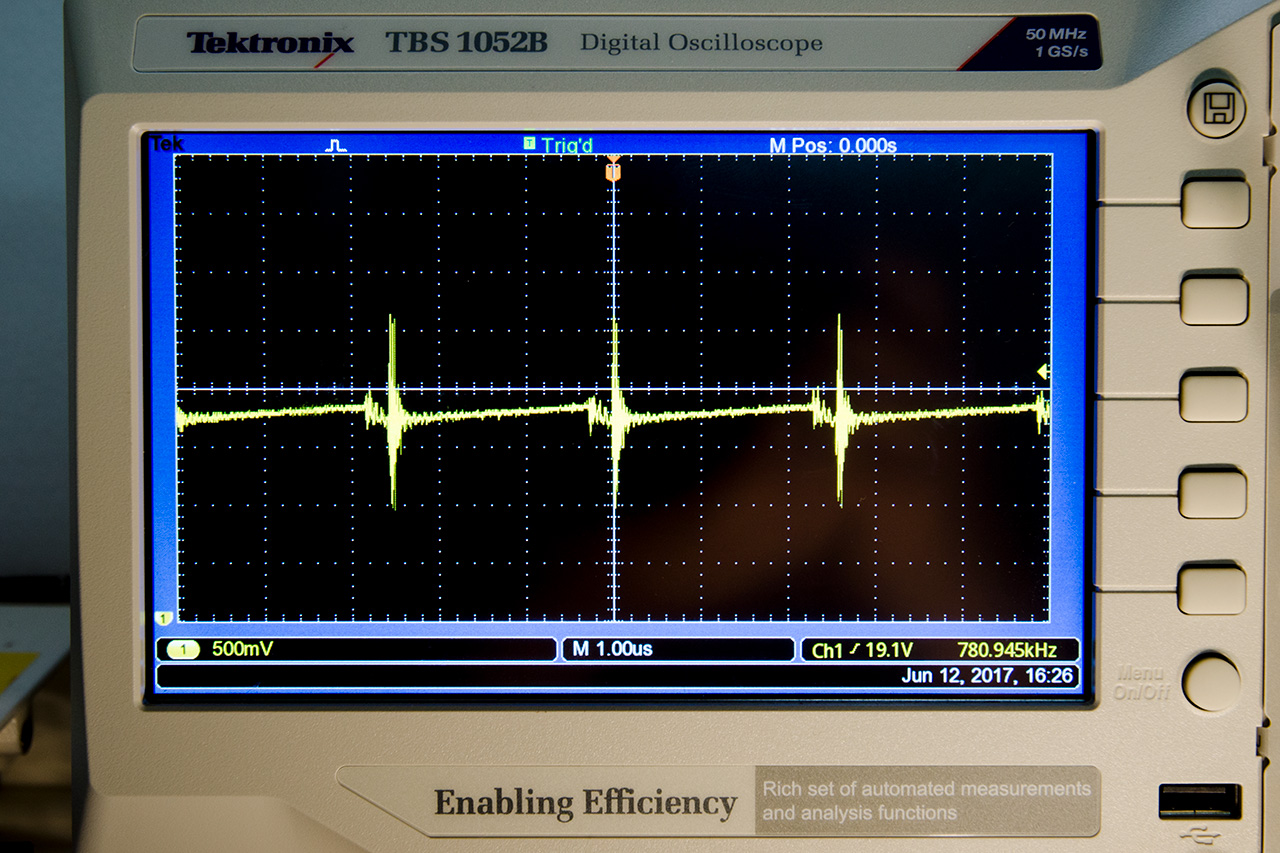 Tektronix TBS 1052B Digital Oscilloscope 50 MHz
1 GS/s
Tek T Trig'd M Pos: 0.000s
T
1
1 500mV M 1.00us Ch1 19.1V 780.945kHz
Jun 12, 2017, 16:26
Menu
On/Off
Enabling Efficiency
Rich set of automated measurements
and analysis functions